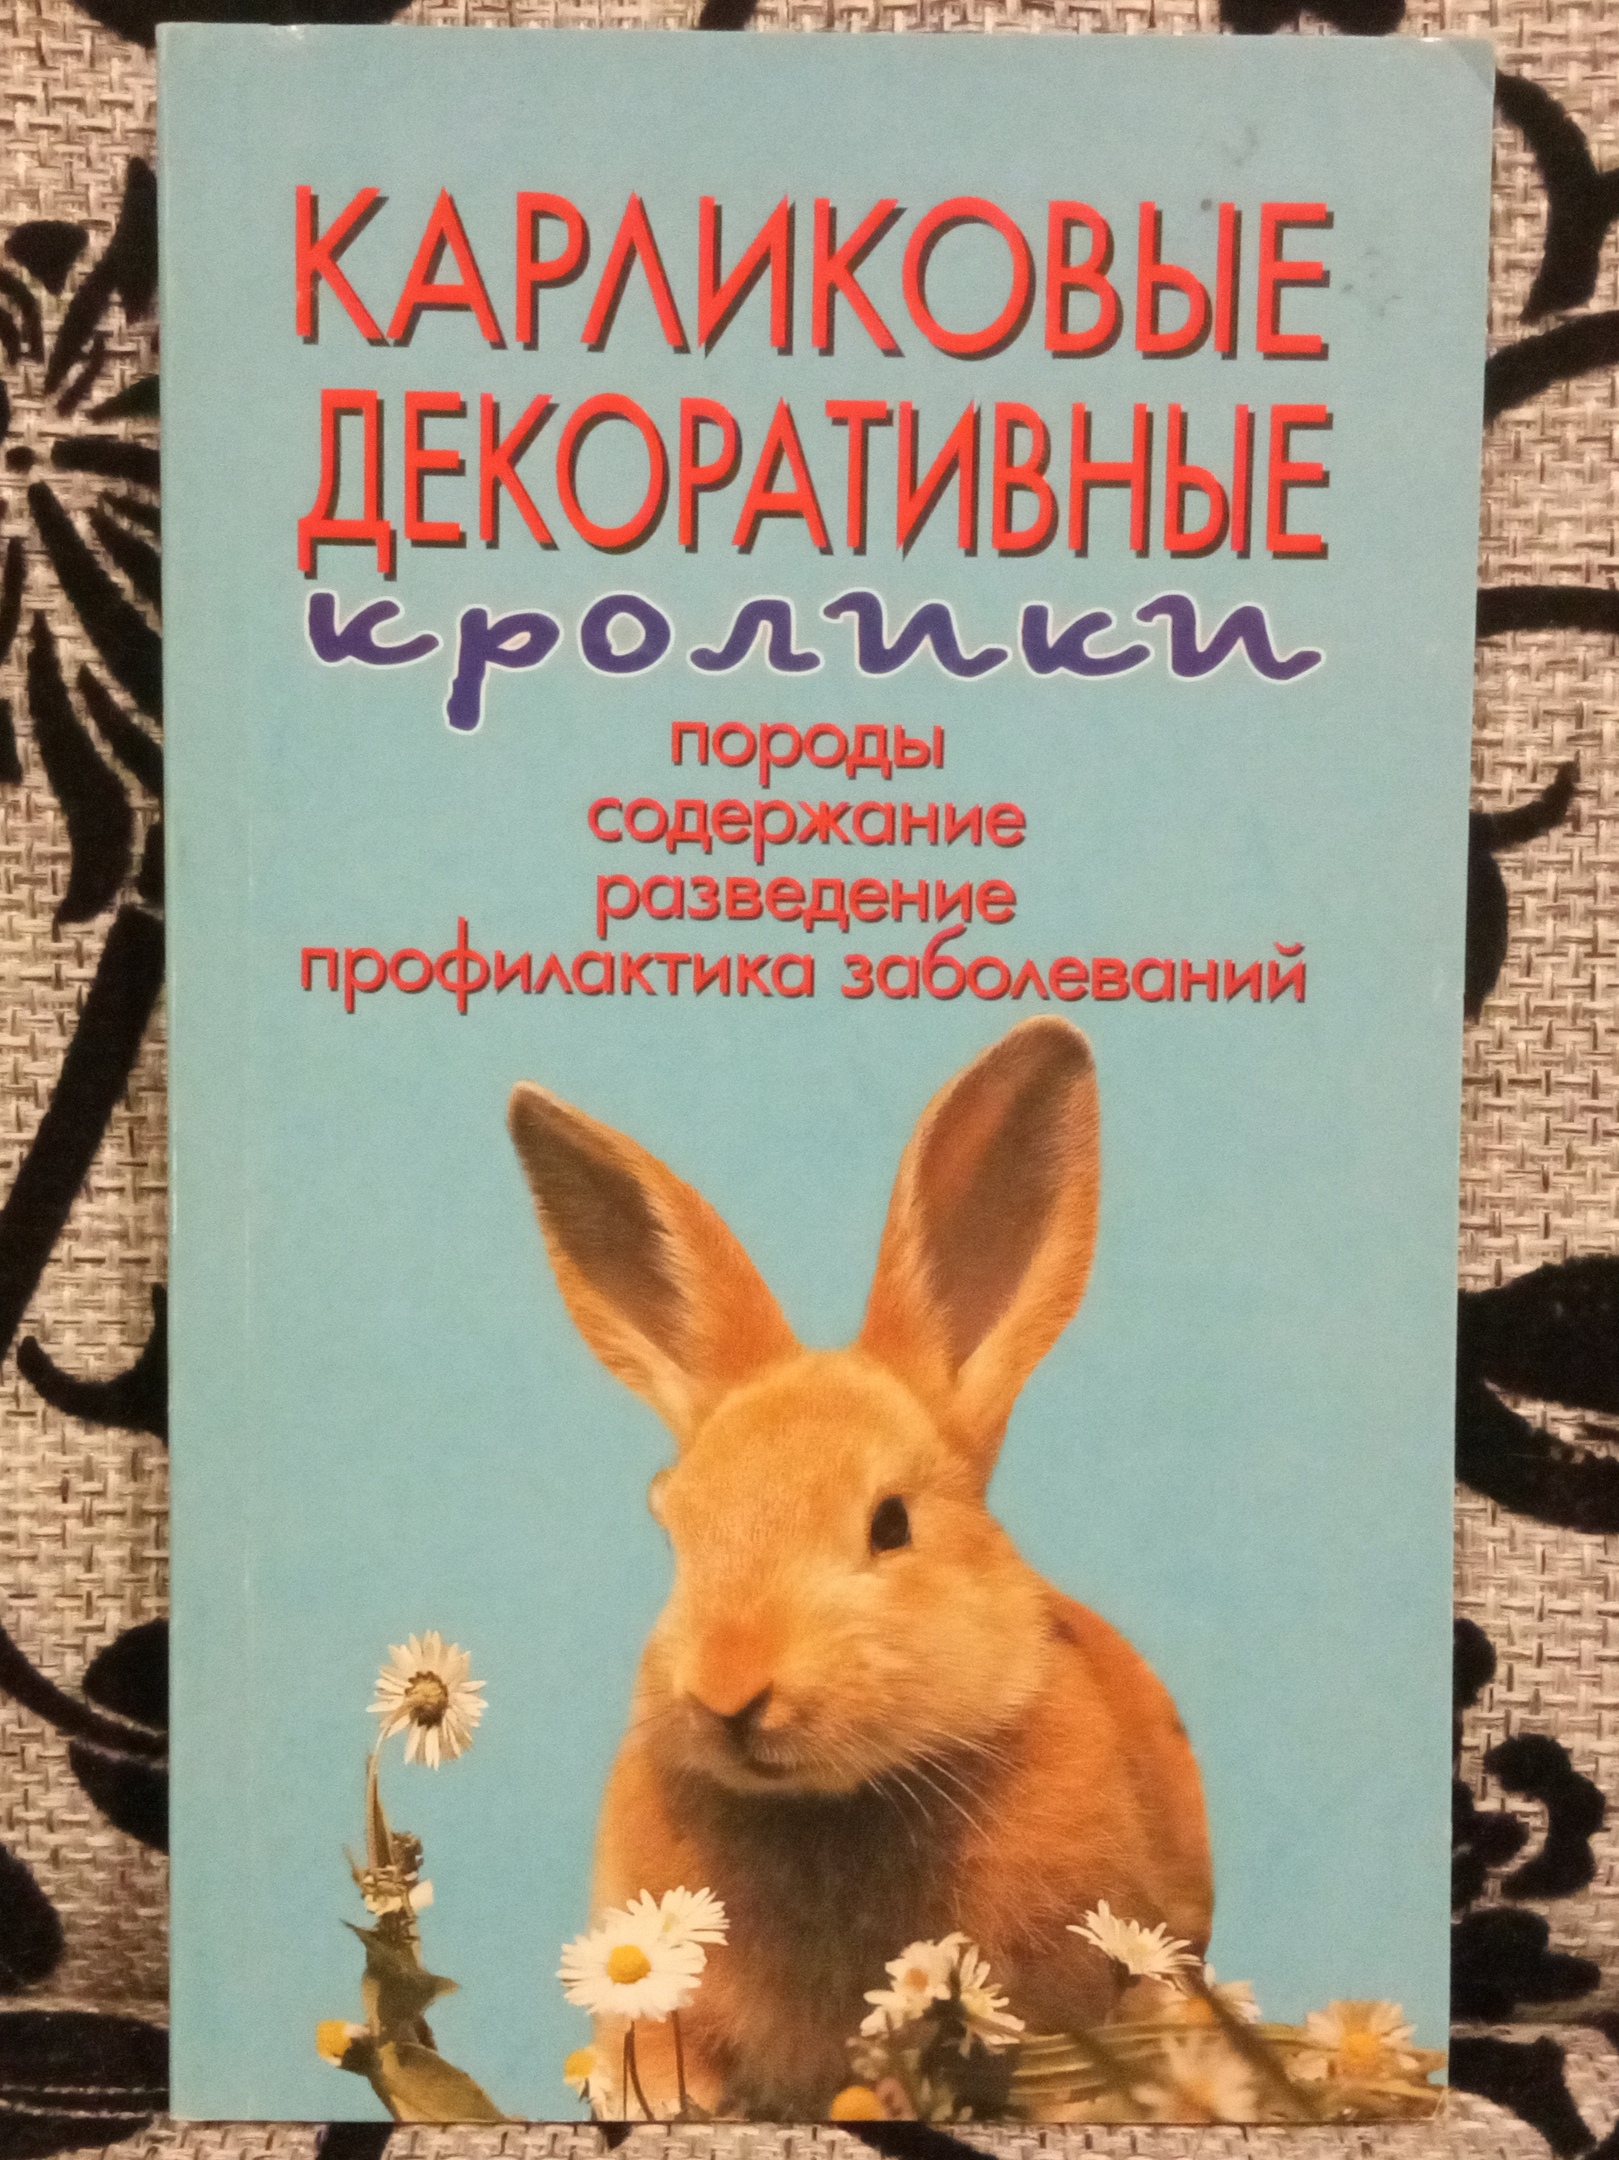 КАРЛИКОВЫЕ
ДЕКОРАТИВНЫЕ
кролики
породы
содержание
разведение
профилактика заболеваний